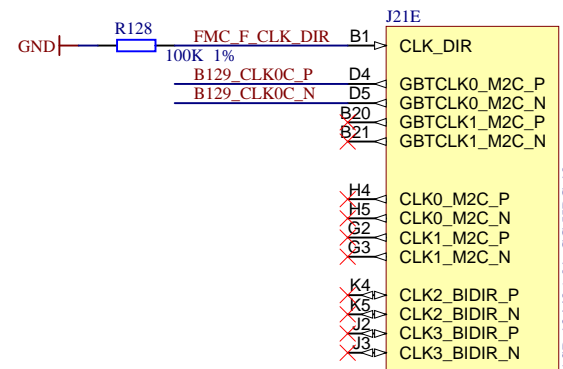 J21E
R128
FMC_F_CLK_DIR B1 CLK_DIR
GND
100K 1%
B129_CLK0C_P D4 GBTCLK0_M2C_P
B129_CLK0C_N D5 GBTCLK0_M2C_N
B20 GBTCLK1_M2C_P
B21 GBTCLK1_M2C_N
H4 CLK0_M2C_P
H5 CLK0_M2C_N
G2 CLK1_M2C_P
G3 CLK1_M2C_N
K4 CLK2_BIDIR_P
K5 CLK2_BIDIR_N
J2 CLK3_BIDIR_P
J3 CLK3_BIDIR_N